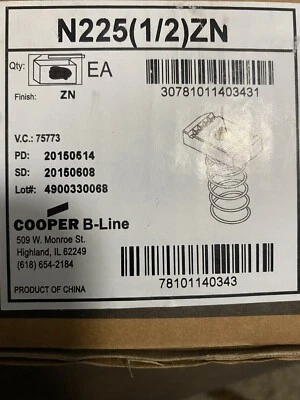 N225(1/2)ZN
Qty: EA
Finish: ZN
30781011403431
V.C.: 75773
PD: 20150514
SD: 20150608
Lot#: 4900330068
COOPER B-Line
509 W. Monroe St.
Highland, IL 62249
(618) 654-2184
PRODUCT OF CHINA
78101140343